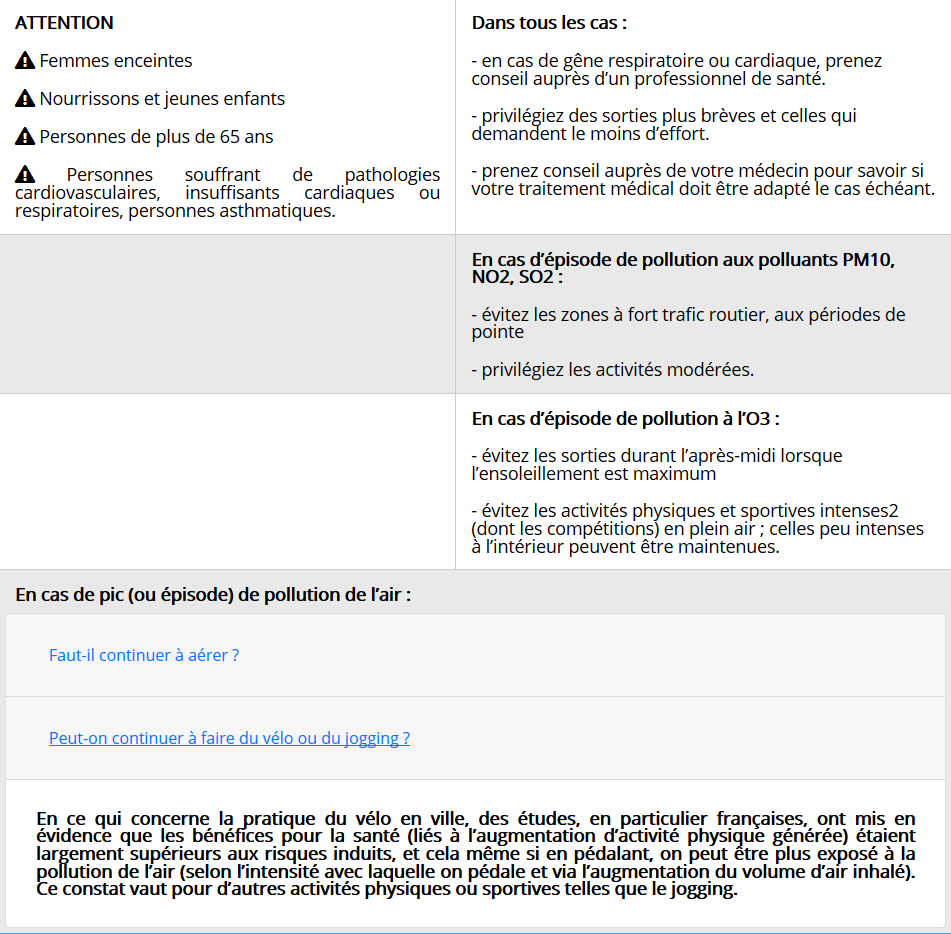 ATTENTION
Femmes enceintes
Nourrissons et jeunes enfants
Personnes de plus de 65 ans
Personnes souffrant de pathologies
cardiovasculaires, insuffisants cardiaques ou
respiratoires, personnes asthmatiques.
Dans tous les cas :
- en cas de gêne respiratoire ou cardiaque, prenez
conseil auprès d’un professionnel de santé.
- privilégiez des sorties plus brèves et celles qui
demandent le moins d’effort.
- prenez conseil auprès de votre médecin pour savoir si
votre traitement médical doit être adapté le cas échéant.
En cas d’épisode de pollution aux polluants PM10,
NO2, SO2 :
- évitez les zones à fort trafic routier, aux périodes de
pointe
- privilégiez les activités modérées.
En cas d’épisode de pollution à l’O3 :
- évitez les sorties durant l’après-midi lorsque
l’ensoleillement est maximum
- évitez les activités physiques et sportives intenses2
(dont les compétitions) en plein air ; celles peu intenses
à l’intérieur peuvent être maintenues.
En cas de pic (ou épisode) de pollution de l’air :
Faut-il continuer à aérer ?
Peut-on continuer à faire du vélo ou du jogging ?
En ce qui concerne la pratique du vélo en ville, des études, en particulier françaises, ont mis en
évidence que les bénéfices pour la santé (liés à l’augmentation d’activité physique générée) étaient
largement supérieurs aux risques induits, et cela même si en pédalant, on peut être plus exposé à la
pollution de l’air (selon l’intensité avec laquelle on pédale et via l’augmentation du volume d’air inhalé).
Ce constat vaut pour d’autres activités physiques ou sportives telles que le jogging.